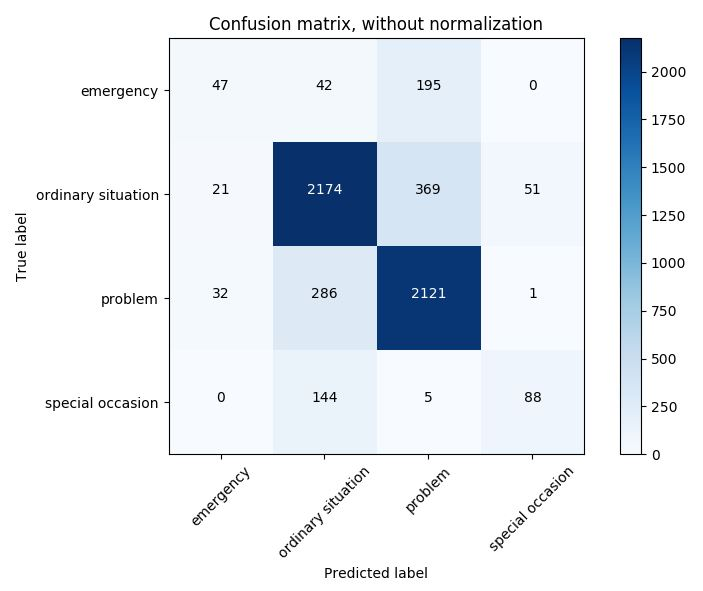 Confusion matrix, without normalization
emergency 47 42 195 0
ordinary situation 21 2174 369 51
problem 32 286 2121 1
special occasion 0 144 5 88
True label
emergency
ordinary situation
problem
special occasion
Predicted label
2000
1750
1500
1250
1000
750
500
250
0